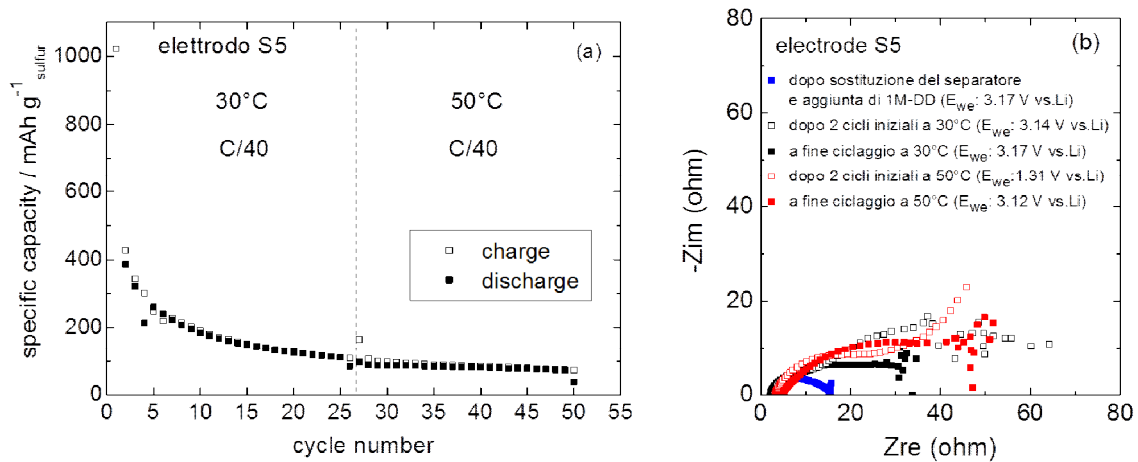 elettrodo S5
(a)
30°C
50°C
C/40
C/40
charge
discharge
specific capacity / mAh g⁻¹ sulfur
1000
800
600
400
200
0
0 5 10 15 20 25 30 35 40 45 50 55
cycle number
electrode S5
(b)
dopo sostituzione del separatore
e aggiunta di 1M-DD (Ewe: 3.17 V vs.Li)
dopo 2 cicli iniziali a 30°C (Ewe: 3.14 V vs.Li)
a fine ciclaggio a 30°C (Ewe: 3.17 V vs.Li)
dopo 2 cicli iniziali a 50°C (Ewe:1.31 V vs.Li)
a fine ciclaggio a 50°C (Ewe: 3.12 V vs.Li)
-Zim (ohm)
80
60
40
20
0
0 20 40 60 80
Zre (ohm)